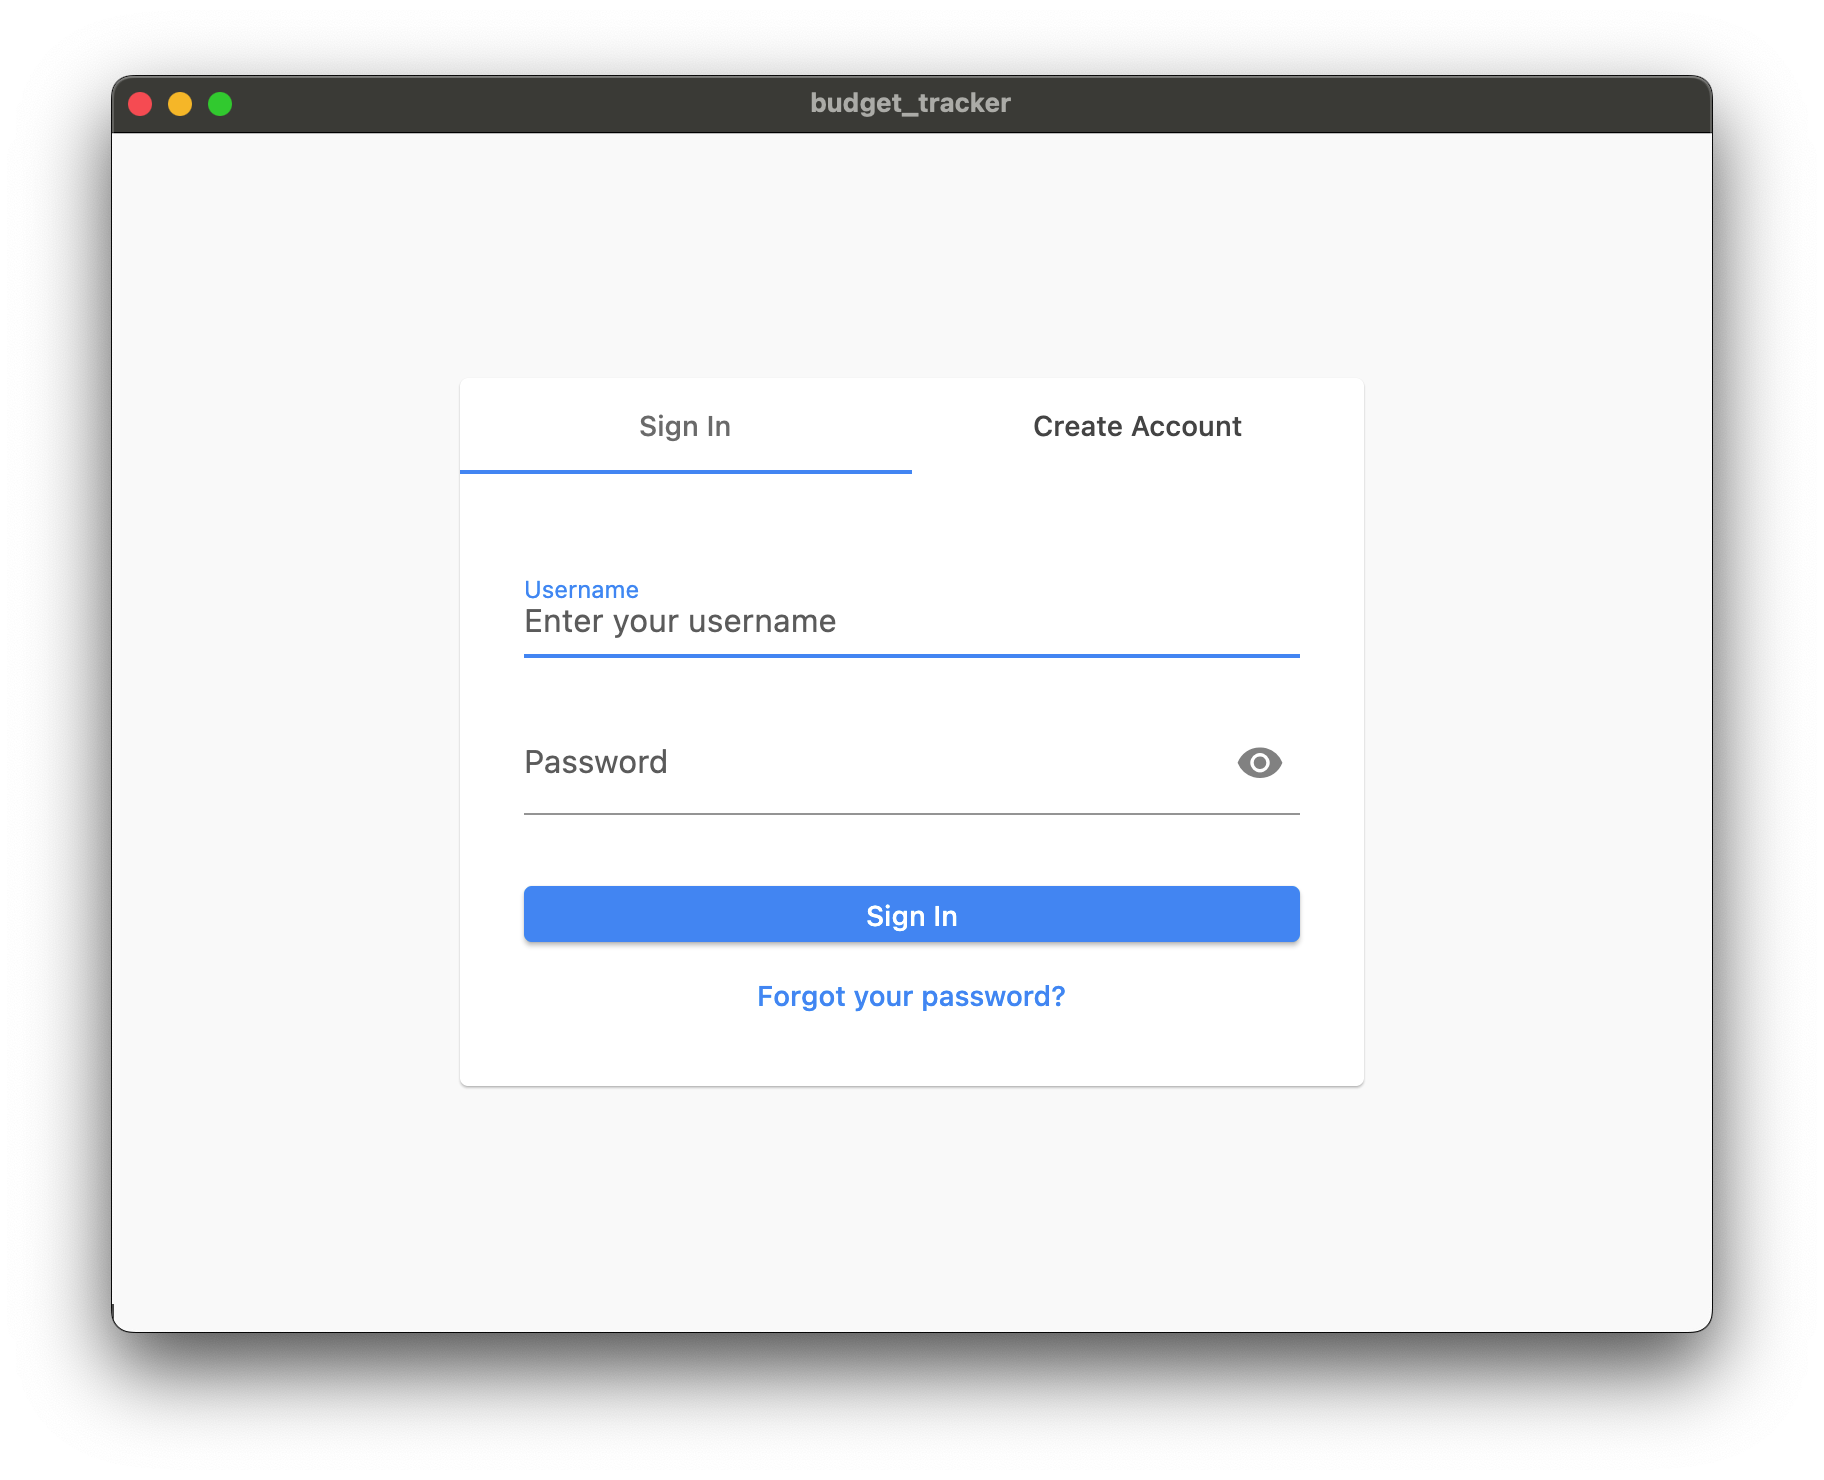 budget_tracker
Sign In
Create Account
Username
Enter your username
Password
Sign In
Forgot your password?